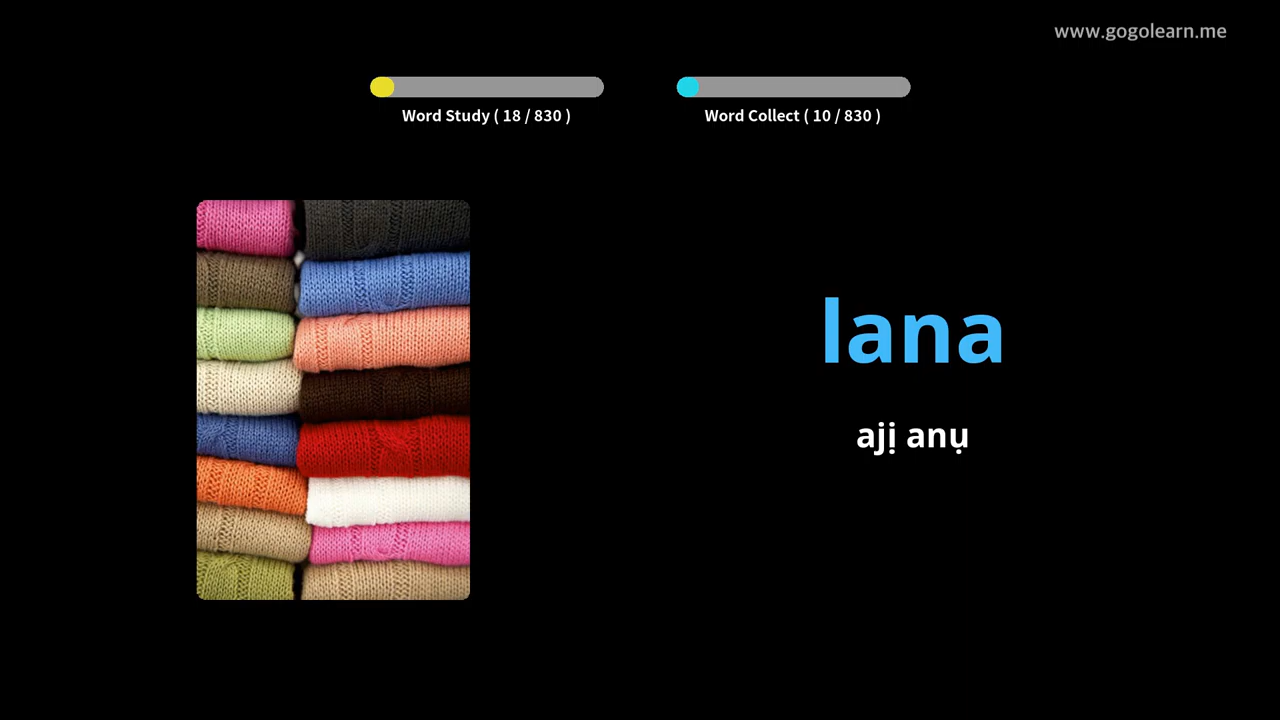 www.gogolearn.me
Word Study ( 18 / 830 )
Word Collect ( 10 / 830 )
lana
ajị anụ